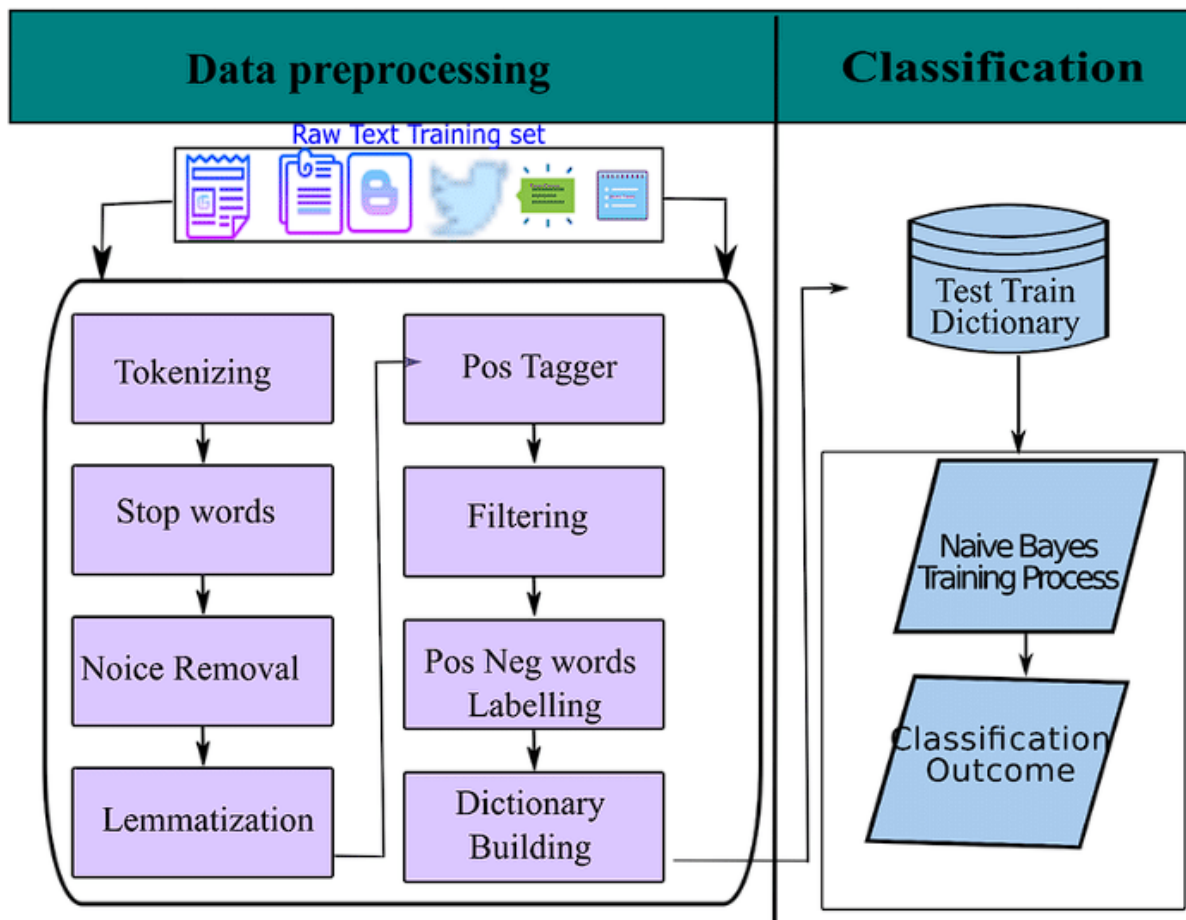 Data preprocessing
Classification
Raw Text Training set
Tokenizing
Stop words
Noice Removal
Lemmatization
Pos Tagger
Filtering
Pos Neg words
Labelling
Dictionary
Building
Test Train
Dictionary
Naive Bayes
Training Process
Classification
Outcome